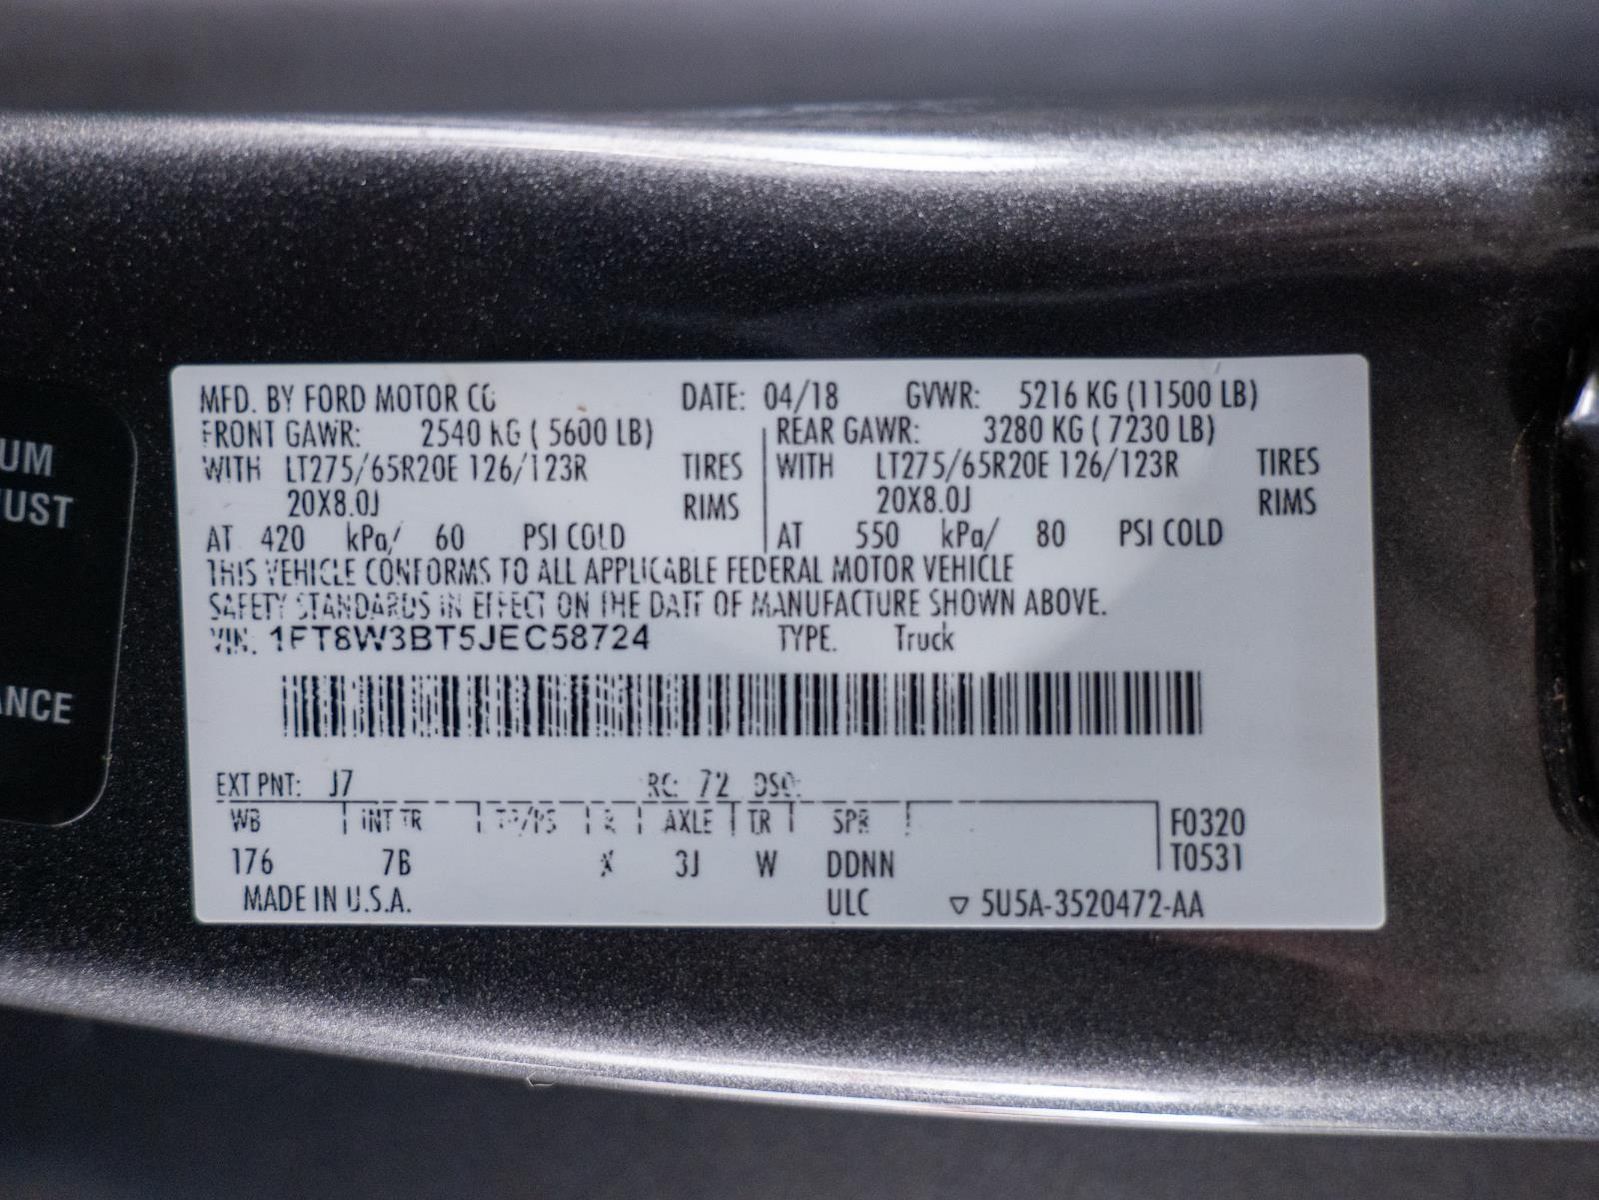 UM
UST
ANCE
MFD. BY FORD MOTOR CO DATE: 04/18 GVWR: 5216 KG (11500 LB)
FRONT GAWR: 2540 KG ( 5600 LB) REAR GAWR: 3280 KG ( 7230 LB)
WITH LT275/65R20E 126/123R TIRES WITH LT275/65R20E 126/123R TIRES
20X8.0J RIMS 20X8.0J RIMS
AT 420 kPa/ 60 PSI COLD AT 550 kPa/ 80 PSI COLD
THIS VEHICLE CONFORMS TO ALL APPLICABLE FEDERAL MOTOR VEHICLE
SAFETY STANDARDS IN EFFECT ON THE DATE OF MANUFACTURE SHOWN ABOVE.
VIN: 1FT8W3BT5JEC58724 TYPE: Truck
EXT PNT: J7 RC: 72 DSO:
WB INT TR TP/PS R AXLE TR SPR F0320
176 7B X 3J W DDNN T0531
MADE IN U.S.A. ULC ▽ 5U5A-3520472-AA